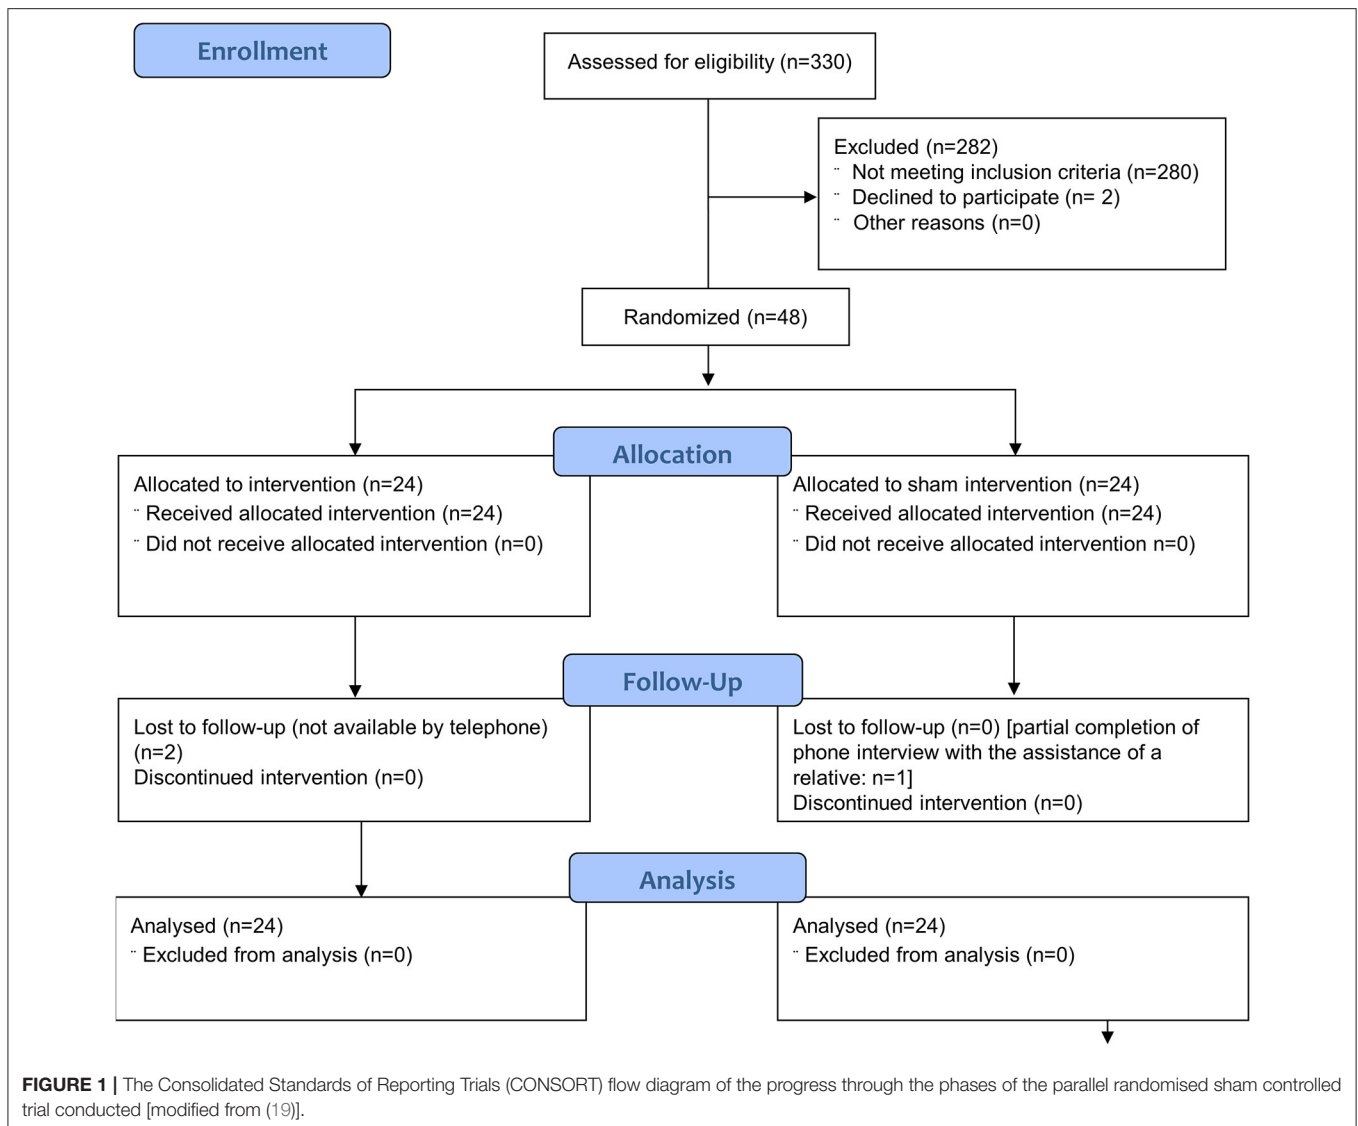 Enrollment
Assessed for eligibility (n=330)
Excluded (n=282)
¨ Not meeting inclusion criteria (n=280)
¨ Declined to participate (n= 2)
¨ Other reasons (n=0)
Randomized (n=48)
Allocation
Allocated to intervention (n=24)
¨ Received allocated intervention (n=24)
¨ Did not receive allocated intervention (n=0)
Allocated to sham intervention (n=24)
¨ Received allocated intervention (n=24)
¨ Did not receive allocated intervention n=0)
Follow-Up
Lost to follow-up (not available by telephone)
(n=2)
Discontinued intervention (n=0)
Lost to follow-up (n=0) [partial completion of
phone interview with the assistance of a
relative: n=1]
Discontinued intervention (n=0)
Analysis
Analysed (n=24)
¨ Excluded from analysis (n=0)
Analysed (n=24)
¨ Excluded from analysis (n=0)
FIGURE 1 | The Consolidated Standards of Reporting Trials (CONSORT) flow diagram of the progress through the phases of the parallel randomised sham controlled
trial conducted [modified from (19)].